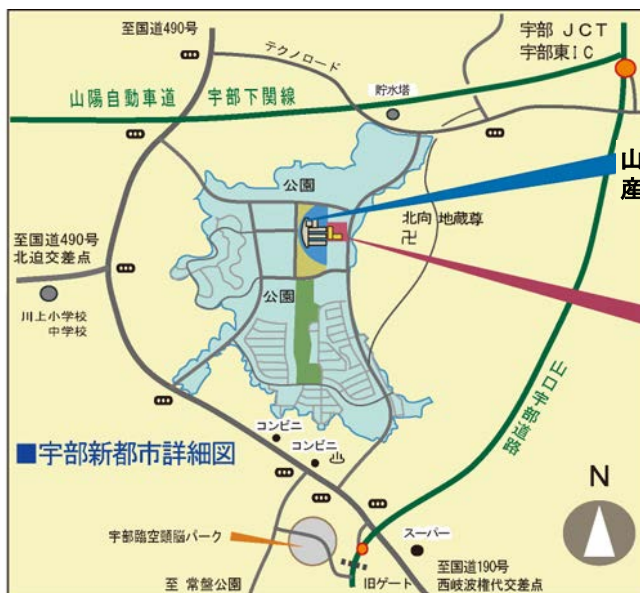 至国道490号
テクノロード
宇部 JCT
宇部東IC
山陽自動車道 宇部下関線
貯水塔
山
産
公園
北向 地蔵尊
卍
至国道490号
北迫交差点
公園
川上小学校
中学校
山口宇部道路
コンビニ
コンビニ
■宇部新都市詳細図
N
宇部臨空頭脳パーク
スーパー
至 常盤公園
旧ゲート
至国道190号
西岐波権代交差点